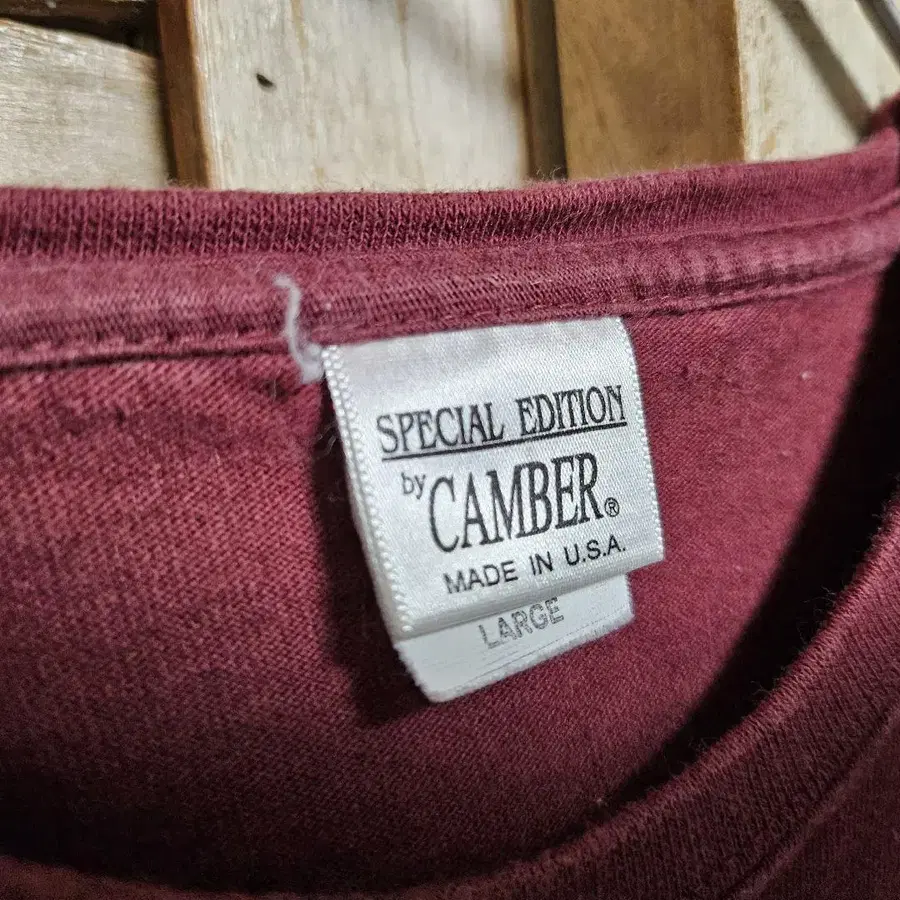 SPECIAL EDITION
by CAMBER®
MADE IN U.S.A.
LARGE